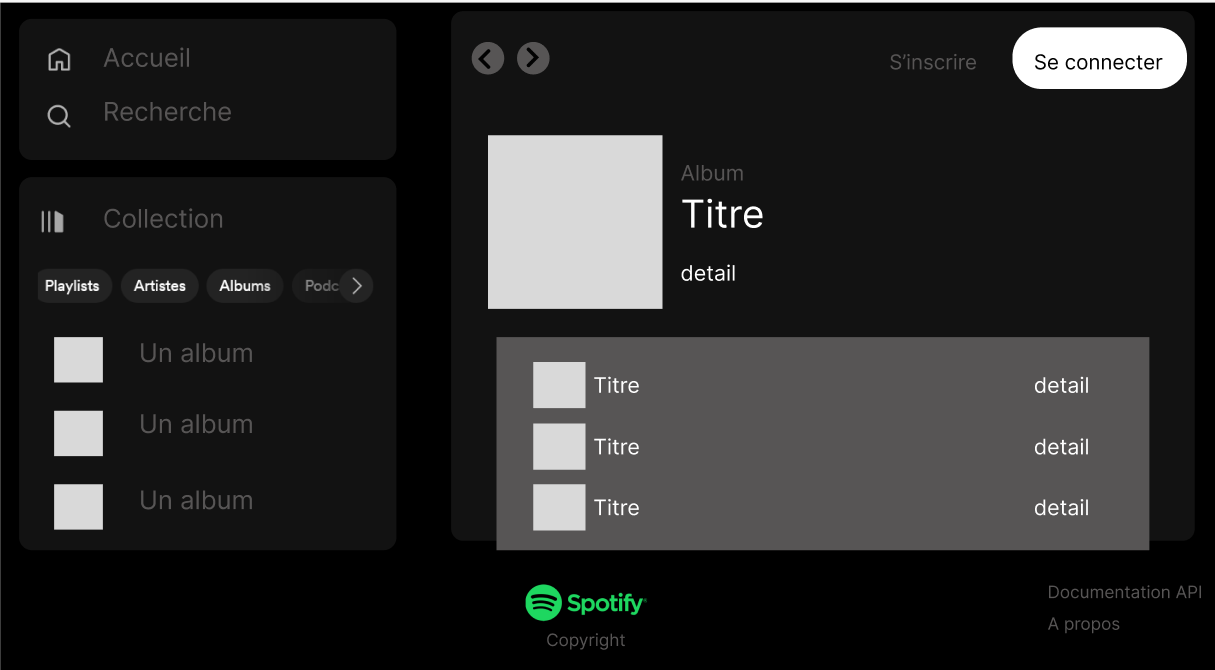 Accueil
Recherche
Collection
Playlists
Artistes
Albums
Podc
Un album
Un album
Un album
S'inscrire
Se connecter
Album
Titre
detail
Titre
detail
Titre
detail
Titre
detail
Spotify
Copyright
Documentation API
A propos